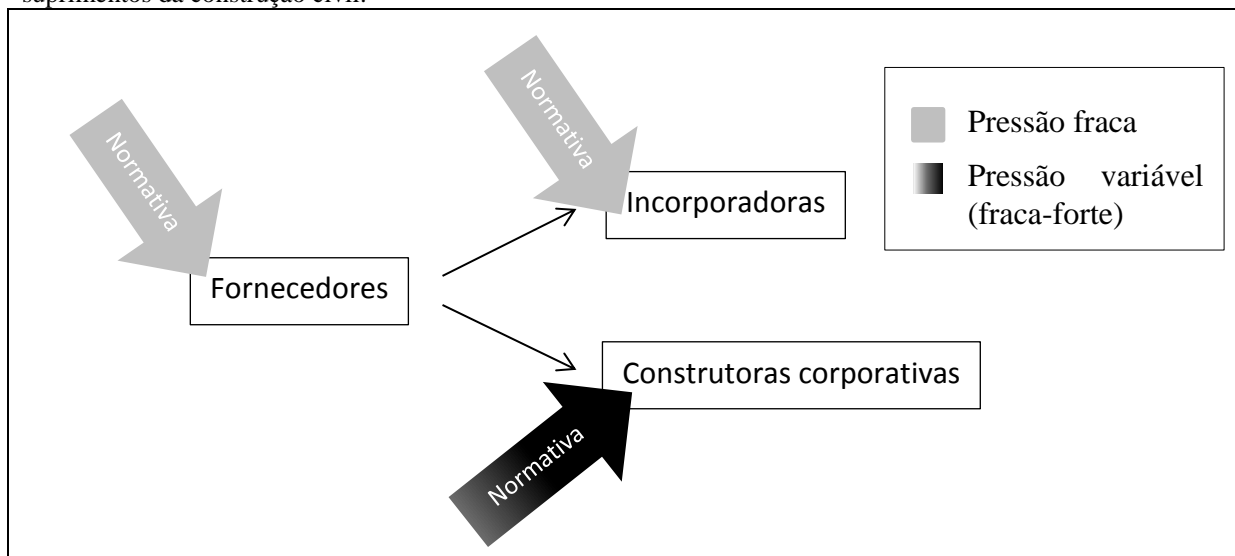 suprimentos da construção civil.
Normativa
Normativa
Pressão fraca
Pressão variável
(fraca-forte)
Incorporadoras
Fornecedores
Construtoras corporativas
Normativa